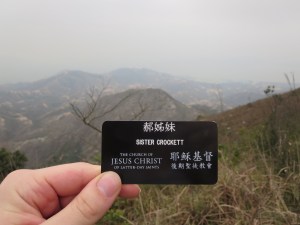 郝姊妹
SISTER CROCKETT
THE CHURCH OF
JESUS CHRIST
OF LATTER-DAY SAINTS
耶穌基督
後期聖徒教會